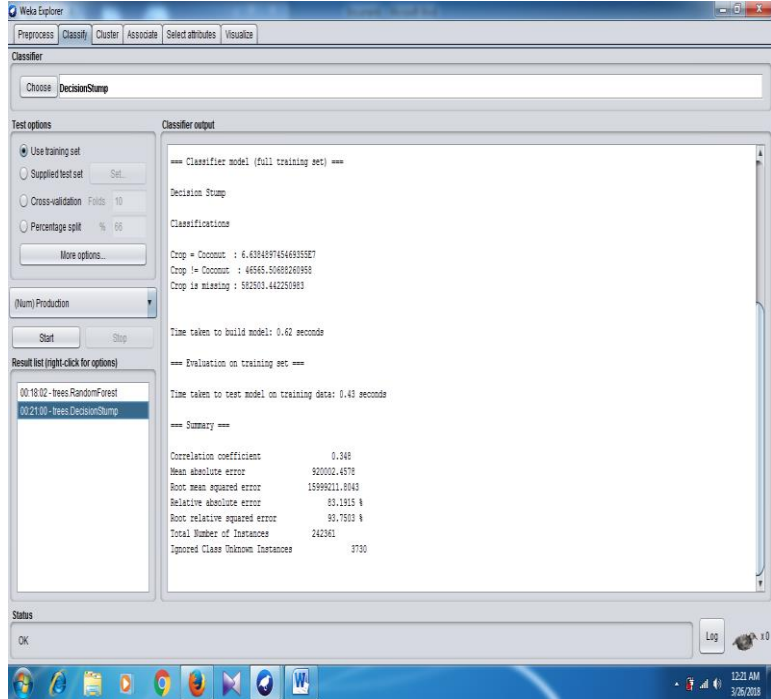 Weka Explorer
Preprocess Classify Cluster Associate Select attributes Visualize
Classifier
Choose DecisionStump
Test options
Use training set
Supplied test set Set...
Cross-validation Folds 10
Percentage split % 66
More options...
(Num) Production
Start Stop
Result list (right-click for options)
00:18:02 - trees.RandomForest
00:21:00 - trees.DecisionStump
Classifier output
=== Classifier model (full training set) ===
Decision Stump
Classifications
Crop = Coconut : 6.638489745469355E7
Crop != Coconut : 46565.50688260958
Crop is missing : 582503.442250983
Time taken to build model: 0.62 seconds
=== Evaluation on training set ===
Time taken to test model on training data: 0.43 seconds
=== Summary ===
Correlation coefficient 0.348
Mean absolute error 920002.4578
Root mean squared error 15999211.8043
Relative absolute error 83.1915 %
Root relative squared error 93.7503 %
Total Number of Instances 242361
Ignored Class Unknown Instances 3730
Status
OK
Log x 0
12:21 AM
3/26/2018